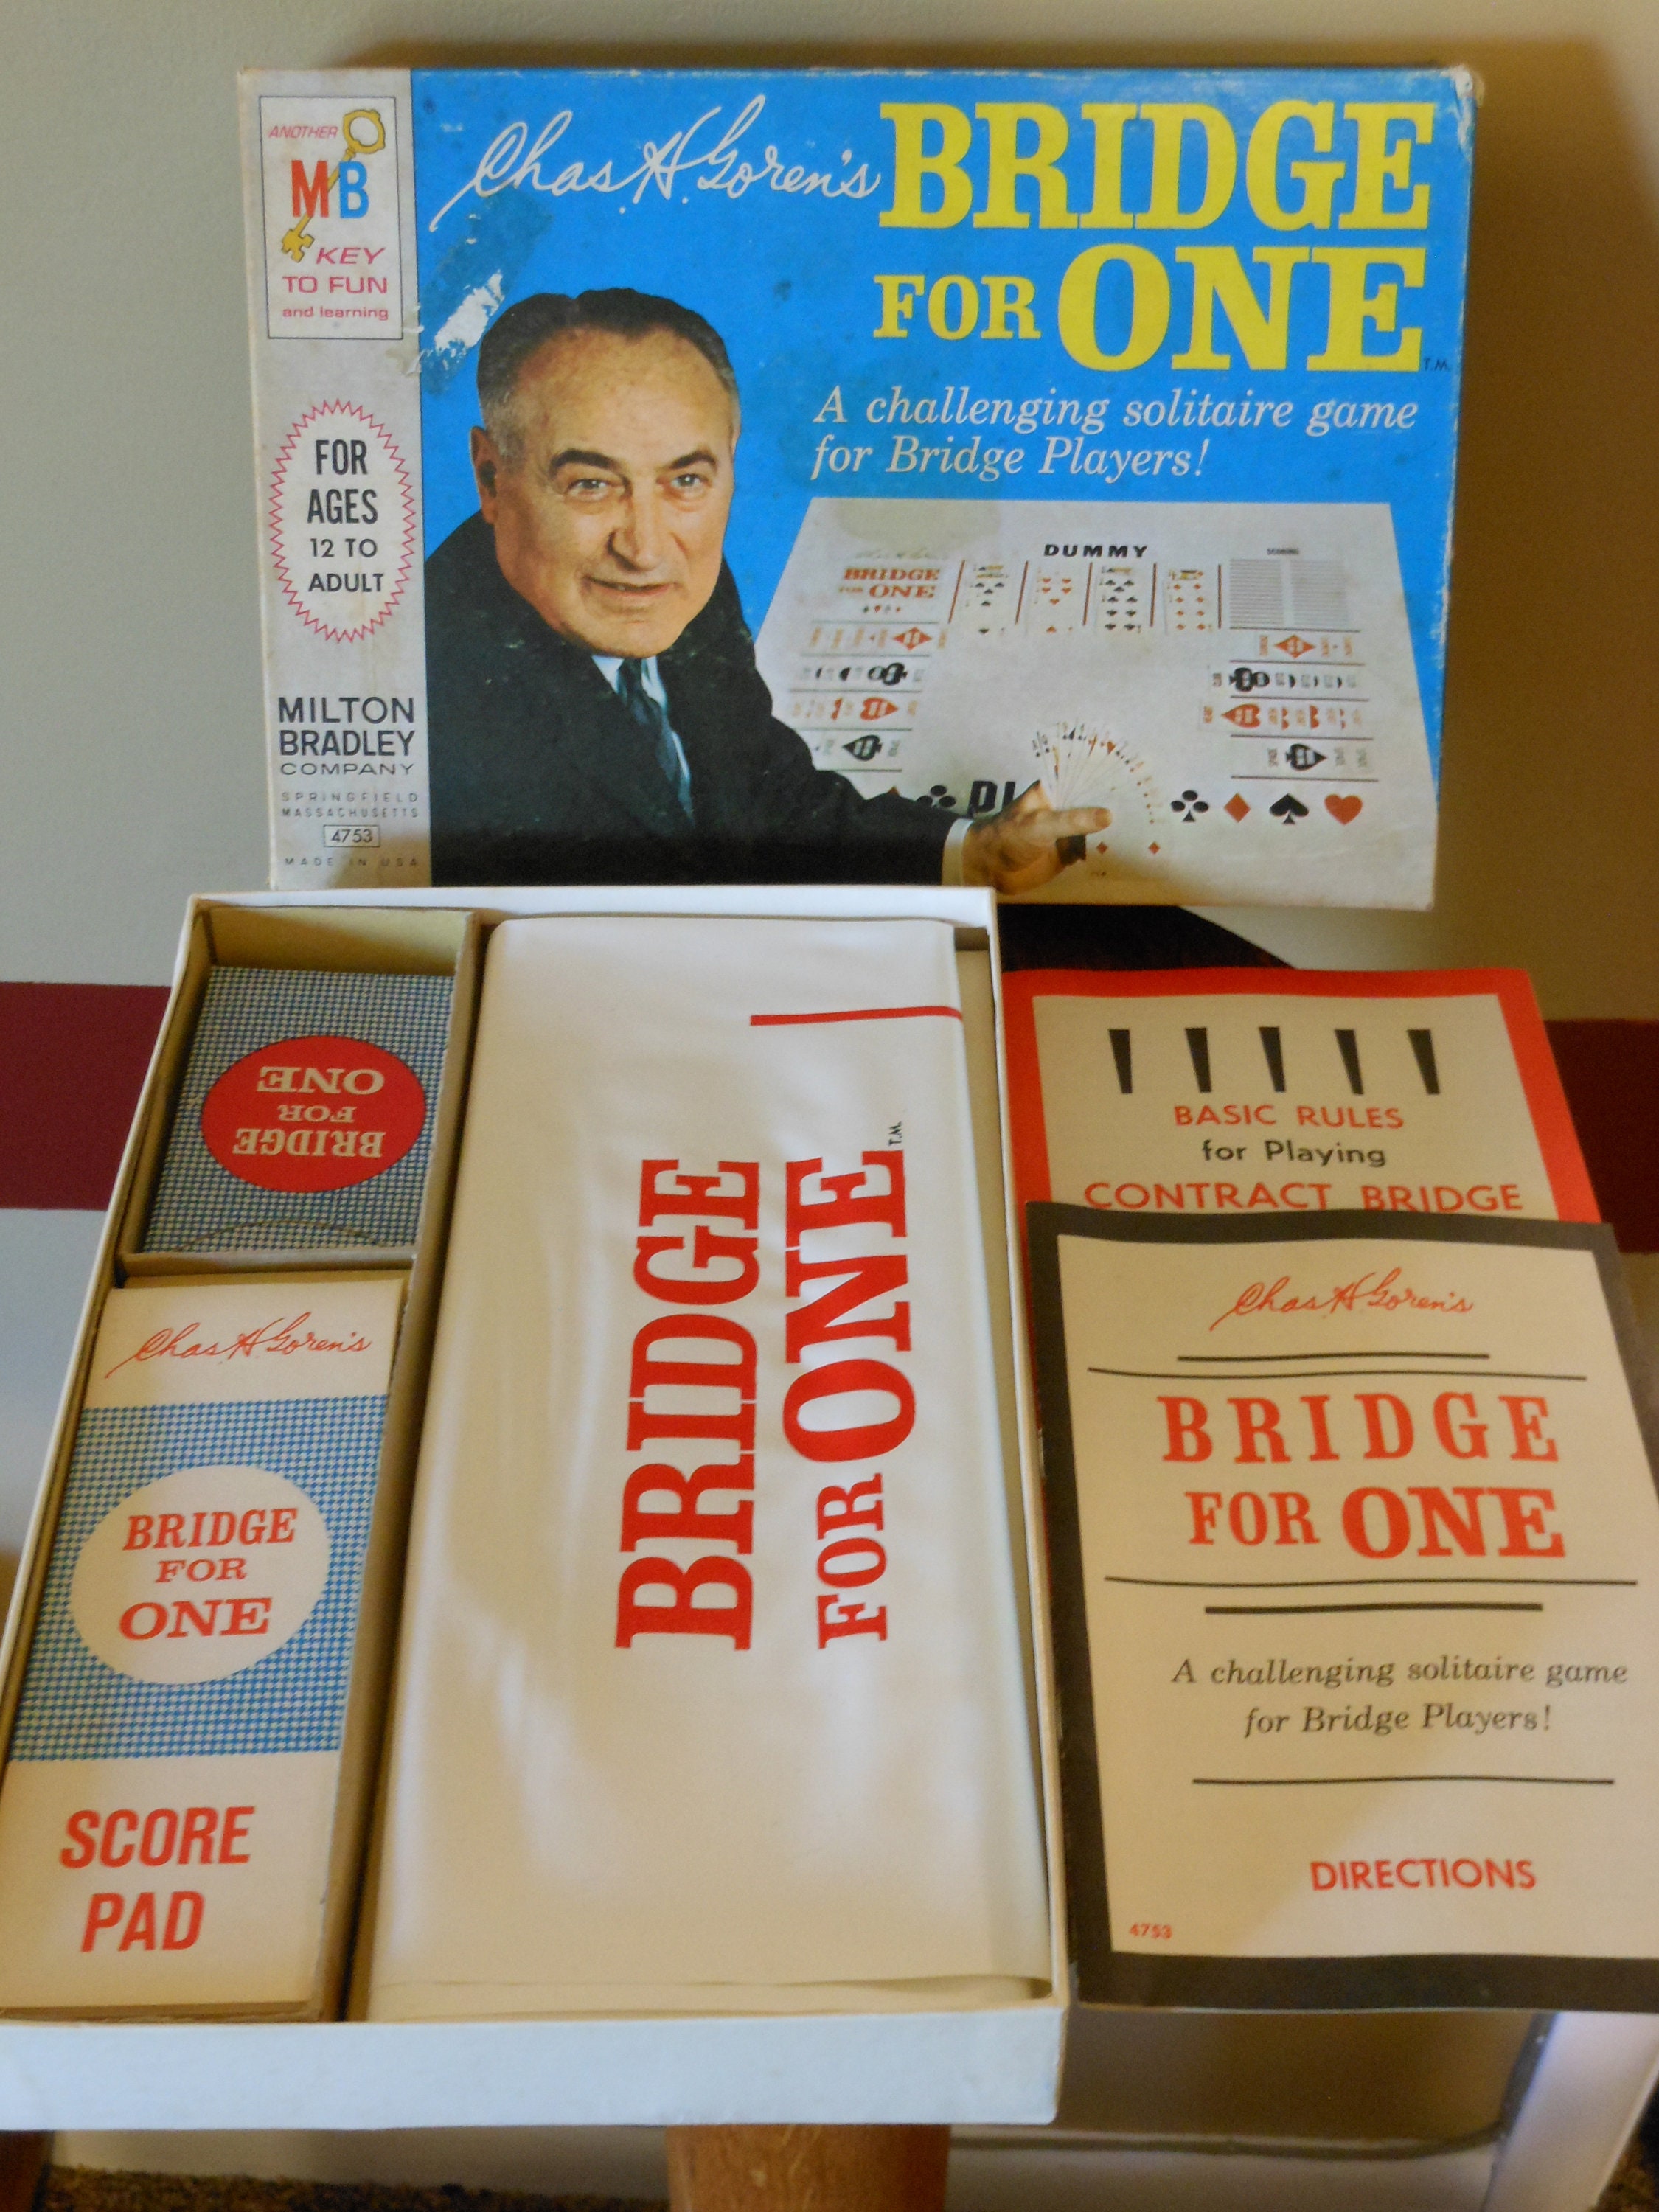 ANOTHER
MB
KEY
TO FUN
and learning
FOR
AGES
12 TO
ADULT
MILTON
BRADLEY
COMPANY
SPRINGFIELD
MASSACHUSETTS
4753
MADE IN USA
Chas. H. Goren's
BRIDGE
FOR ONE
T.M.
A challenging solitaire game
for Bridge Players!
DUMMY
SCORING
BRIDGE
FOR ONE
BRIDGE
FOR
ONE
Chas H. Goren's
BRIDGE
FOR
ONE
SCORE
PAD
BRIDGE
FOR ONE
T.M.
BASIC RULES
for Playing
CONTRACT BRIDGE
Chas H. Goren's
BRIDGE
FOR ONE
A challenging solitaire game
for Bridge Players!
DIRECTIONS
4753